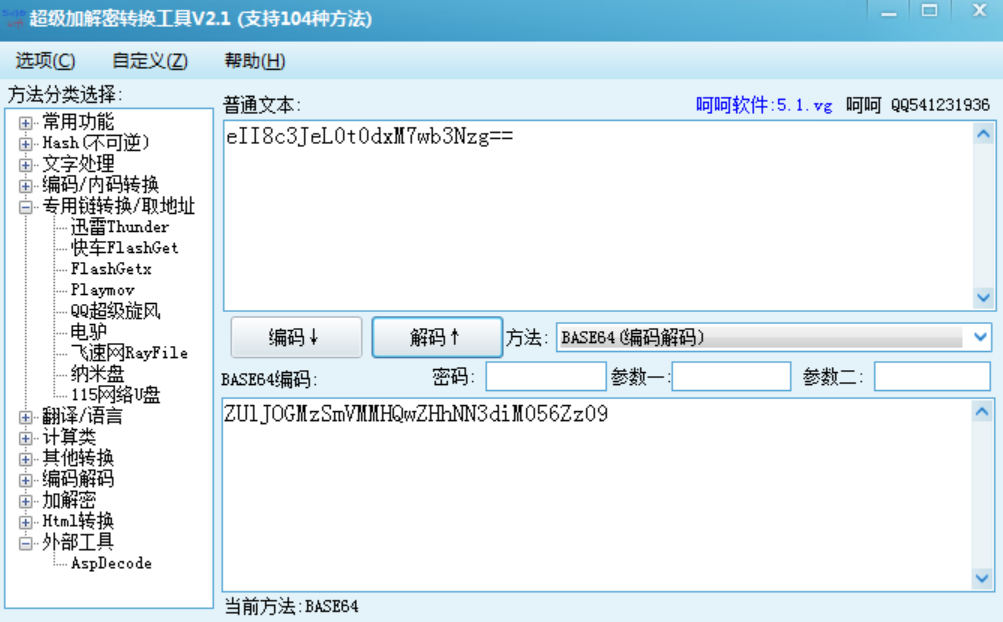 超级加解密转换工具V2.1 (支持104种方法)
选项(C) 自定义(Z) 帮助(H)
方法分类选择:
常用功能
Hash(不可逆)
文字处理
编码/内码转换
专用链转换/取地址
迅雷Thunder
快车FlashGet
FlashGetx
Playmov
QQ超级旋风
电驴
飞速网RayFile
纳米盘
115网络U盘
翻译/语言
计算类
其他转换
编码解码
加解密
Html转换
外部工具
AspDecode
普通文本: 呵呵软件:5.1.vg 呵呵 QQ541231936
eII8c3JeL0t0dxM7wb3Nzg==
编码↓ 解码↑ 方法: BASE64(编码解码)
BASE64编码: 密码: 参数一: 参数二:
ZUlJOGMzSmVMMHQwZHhNN3diM056Zz09
当前方法:BASE64